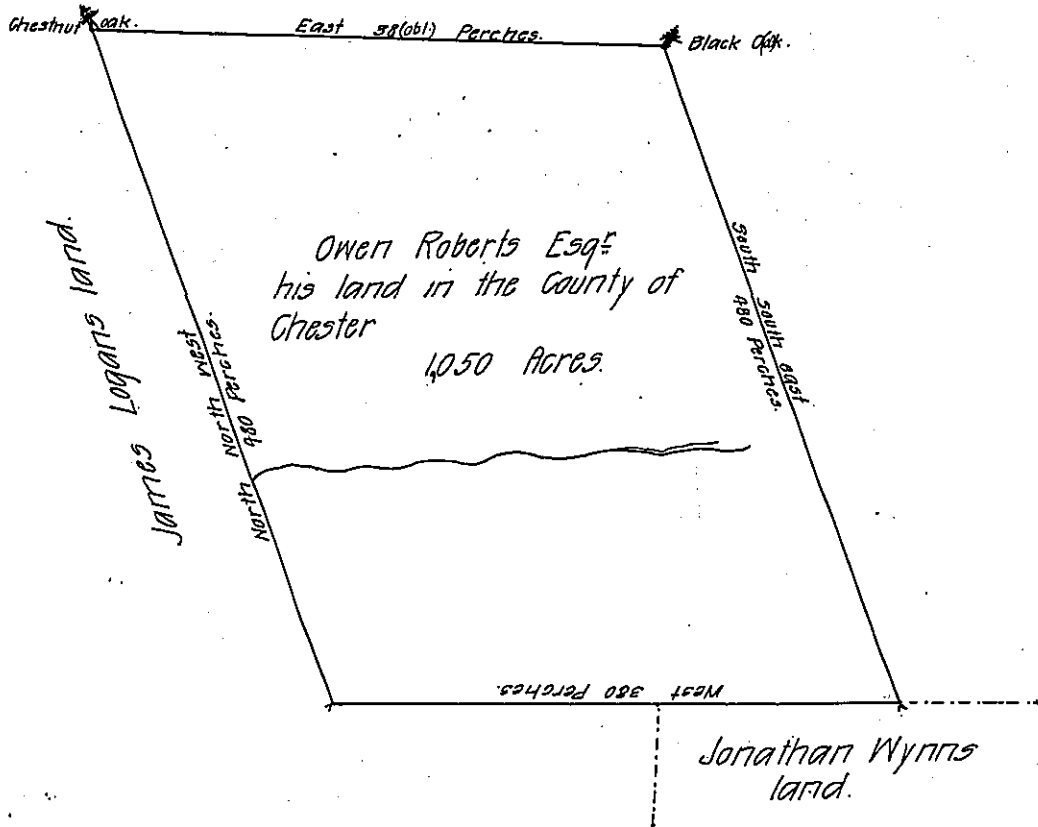 Chestnut oak.
East 38(obl:) Perches.
Black Oak.
James Logans land.
North North West
480 Perches.
Owen Roberts Esqr
his land in the County of
Chester
1,050 Acres.
South South east
480 Perches.
West 380 Perches.
Jonathan Wynns
land.